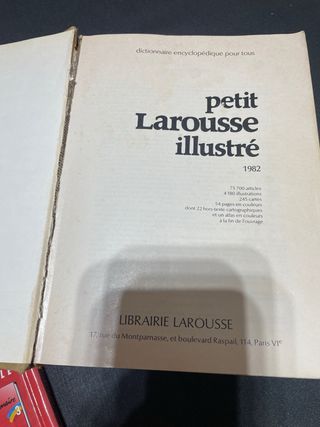 dictionnaire encyclopédique pour tous
petit
Larousse
illustré
1982
75 700 articles
4 180 illustrations
245 cartes
54 pages en couleurs
dont 22 hors-texte cartographiques
et un atlas en couleurs
à la fin de l'ouvrage
LIBRAIRIE LAROUSSE
17, rue du Montparnasse, et boulevard Raspail, 114, Paris VIᵉ